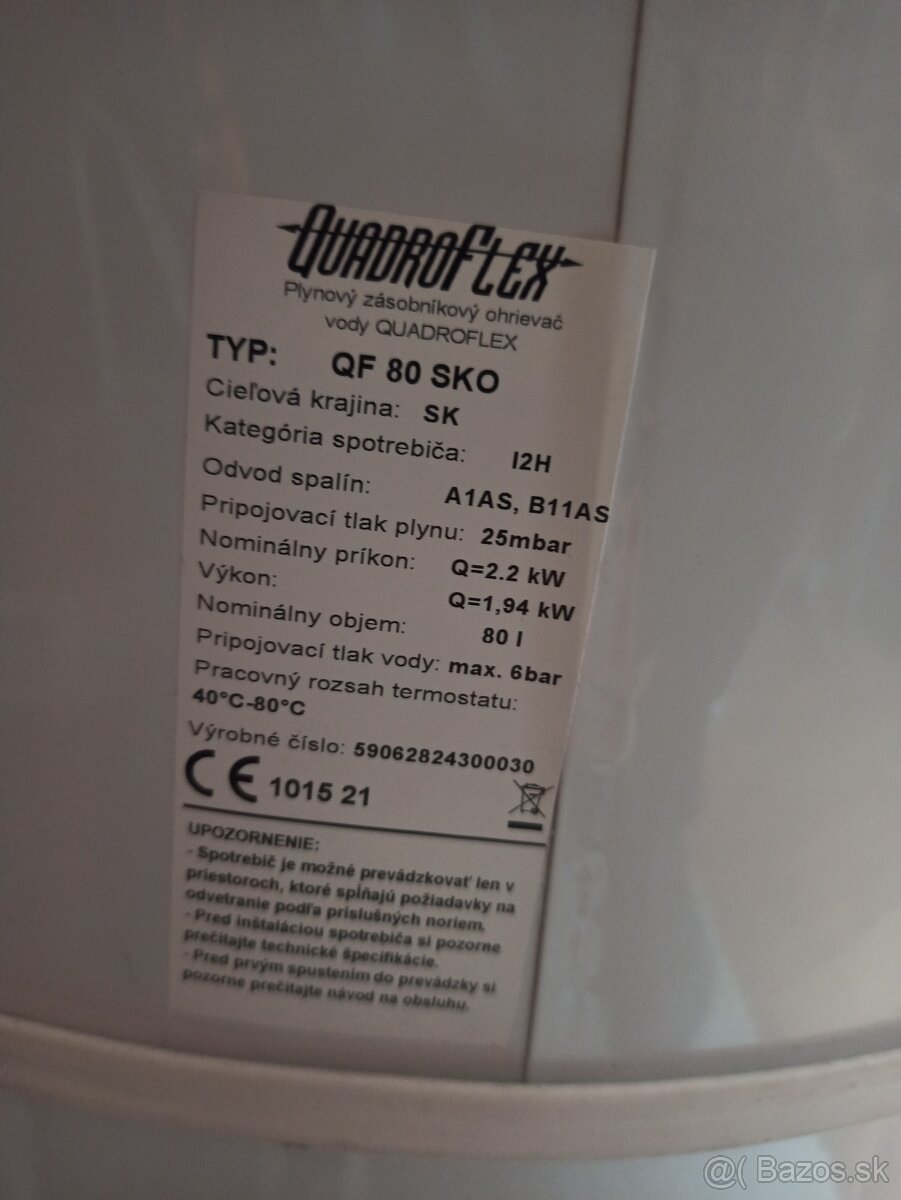 QUADROFLEX
Plynový zásobníkový ohrievač
vody QUADROFLEX
TYP: QF 80 SKO
Cieľová krajina: SK
Kategória spotrebiča: I2H
Odvod spalín: A1AS, B11AS
Pripojovací tlak plynu: 25mbar
Nominálny príkon: Q=2.2 kW
Výkon: Q=1,94 kW
Nominálny objem: 80 l
Pripojovací tlak vody: max. 6bar
Pracovný rozsah termostatu:
40°C-80°C
Výrobné číslo: 59062824300030
CE 1015 21
UPOZORNENIE:
- Spotrebič je možné prevádzkovať len v
priestoroch, ktoré spĺňajú požiadavky na
odvetranie podľa príslušných noriem.
- Pred inštaláciou spotrebiča si pozorne
prečítajte technické špecifikácie.
- Pred prvým spustením do prevádzky si
pozorne prečítajte návod na obsluhu.
@( Bazos.sk